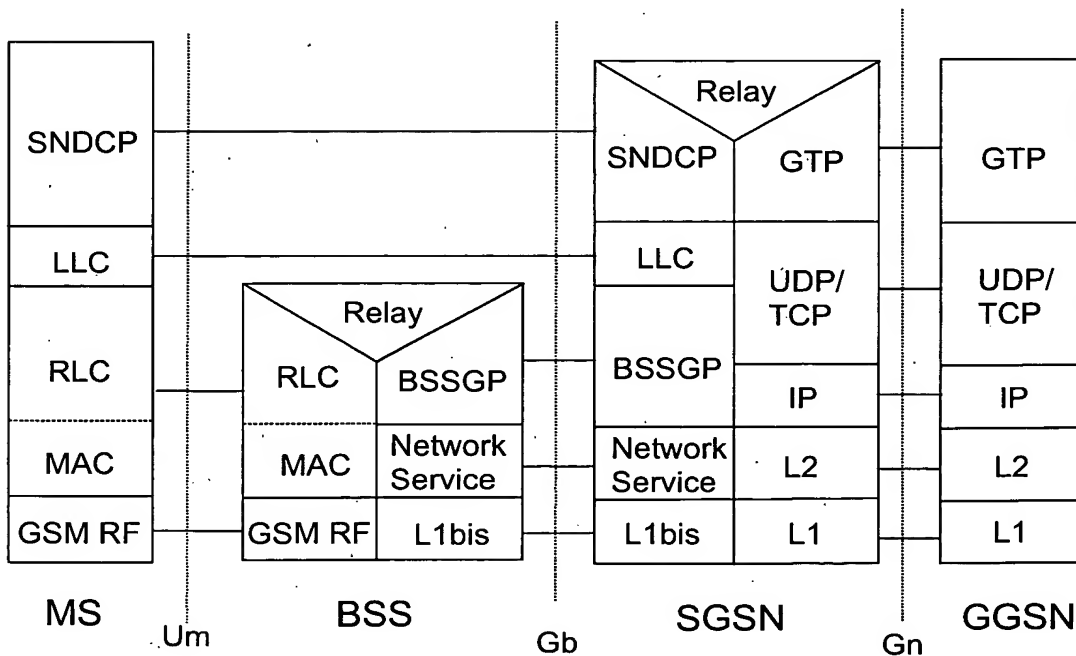 SNDCP
LLC
RLC
MAC
GSM RF
MS
Um
Relay
RLC
BSSGP
MAC
Network
Service
GSM RF
L1bis
BSS
Gb
Relay
SNDCP
GTP
LLC
UDP/
TCP
BSSGP
IP
Network
Service
L2
L1bis
L1
SGSN
Gn
GTP
UDP/
TCP
IP
L2
L1
GGSN